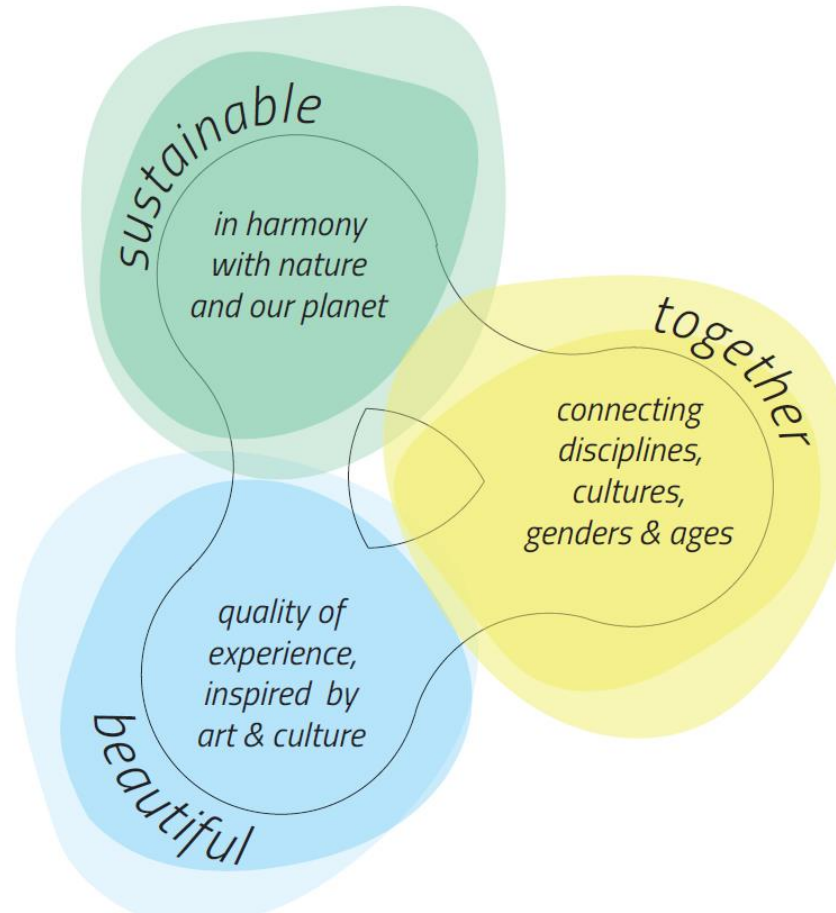 sustainable
in harmony
with nature
and our planet
together
connecting
disciplines,
cultures,
genders & ages
quality of
experience,
inspired by
art & culture
beautiful